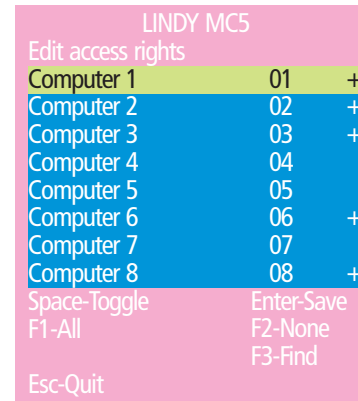 LINDY MC5
Edit access rights
Computer 1 01 +
Computer 2 02 +
Computer 3 03 +
Computer 4 04
Computer 5 05
Computer 6 06 +
Computer 7 07
Computer 8 08 +
Space-Toggle Enter-Save
F1-All F2-None
F3-Find
Esc-Quit